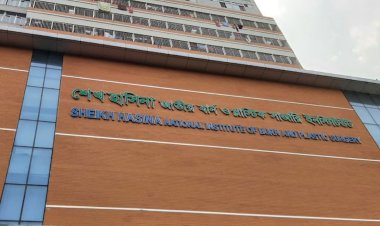 শেখ হাসিনা জাতীয় বার্ন ও প্লাস্টিক সার্জারি ইনস্টিটিউট
SHEIKH HASINA NATIONAL INSTITUTE OF BURN AND PLASTIC SURGERY